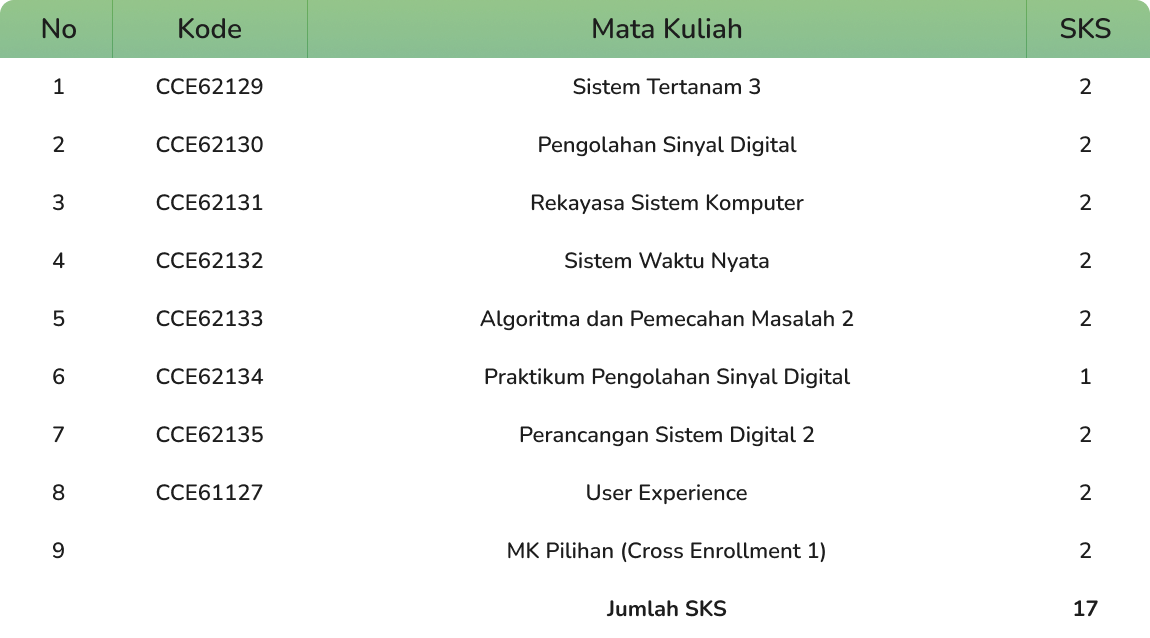 No Kode Mata Kuliah SKS
1 CCE62129 Sistem Tertanam 3 2
2 CCE62130 Pengolahan Sinyal Digital 2
3 CCE62131 Rekayasa Sistem Komputer 2
4 CCE62132 Sistem Waktu Nyata 2
5 CCE62133 Algoritma dan Pemecahan Masalah 2 2
6 CCE62134 Praktikum Pengolahan Sinyal Digital 1
7 CCE62135 Perancangan Sistem Digital 2 2
8 CCE61127 User Experience 2
9 MK Pilihan (Cross Enrollment 1) 2
Jumlah SKS 17